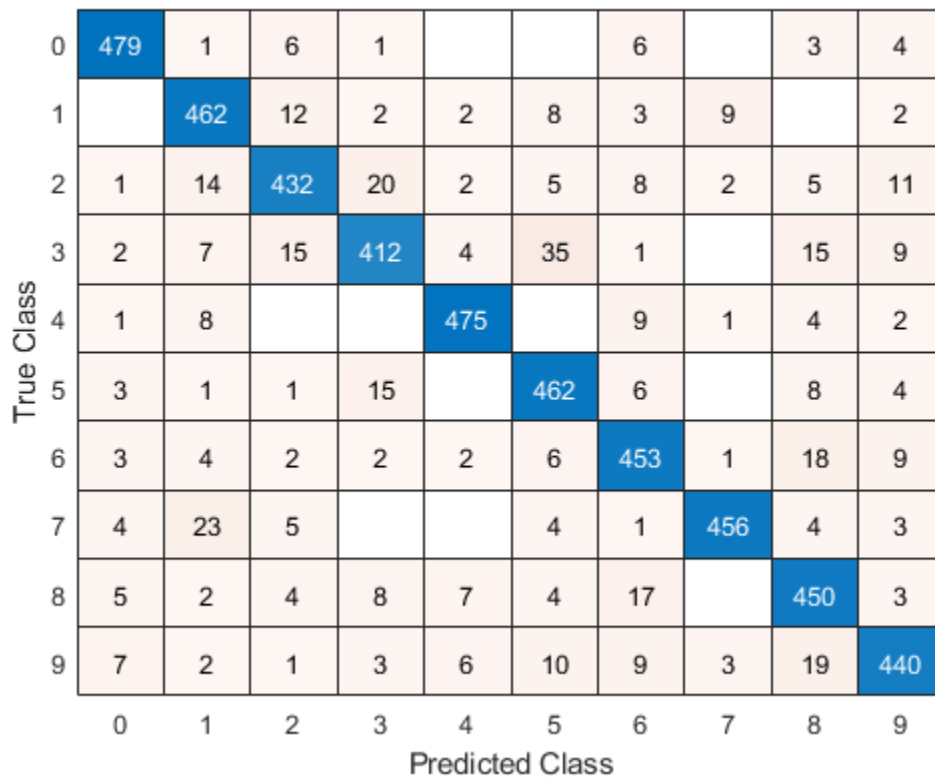 0 479 1 6 1 6 3 4
1 462 12 2 2 8 3 9 2
2 1 14 432 20 2 5 8 2 5 11
3 2 7 15 412 4 35 1 15 9
4 1 8 475 9 1 4 2
5 3 1 1 15 462 6 8 4
6 3 4 2 2 2 6 453 1 18 9
7 4 23 5 4 1 456 4 3
8 5 2 4 8 7 4 17 450 3
9 7 2 1 3 6 10 9 3 19 440
True Class
0 1 2 3 4 5 6 7 8 9
Predicted Class